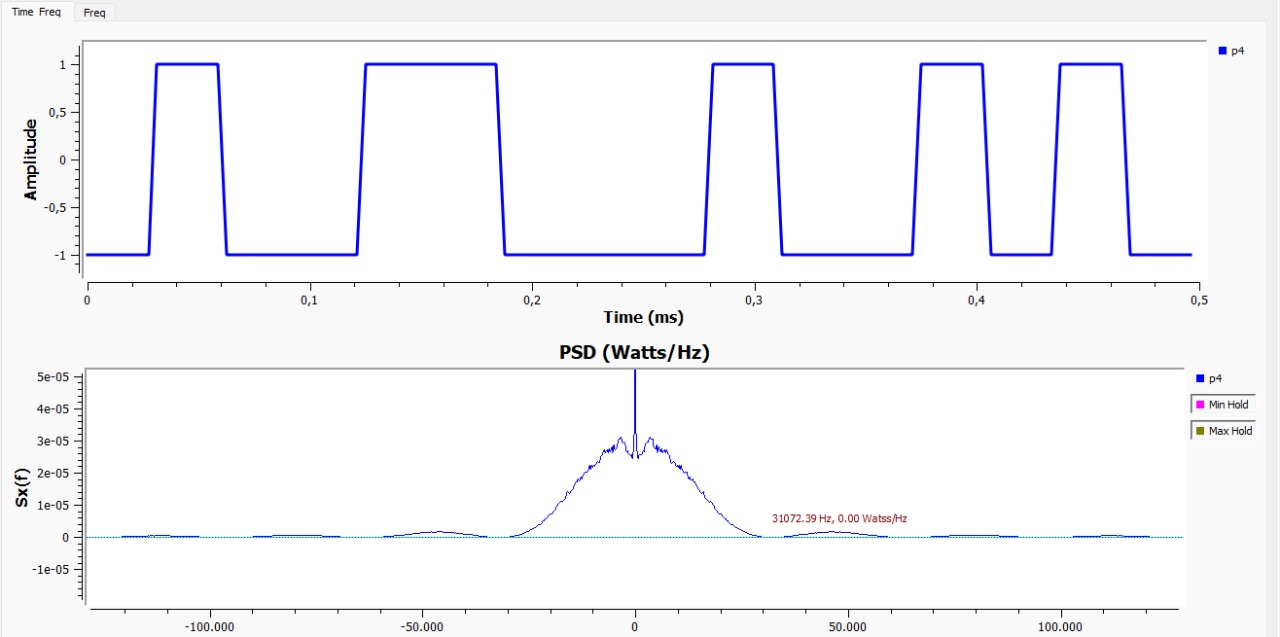 Time Freq
Freq
1
0,5
0
-0,5
-1
Amplitude
p4
0
0,1
0,2
0,3
0,4
0,5
Time (ms)
PSD (Watts/Hz)
5e-05
4e-05
3e-05
2e-05
1e-05
0
-1e-05
Sx(f)
p4
Min Hold
Max Hold
31072.39 Hz, 0.00 Watss/Hz
-100.000
-50.000
0
50.000
100.000